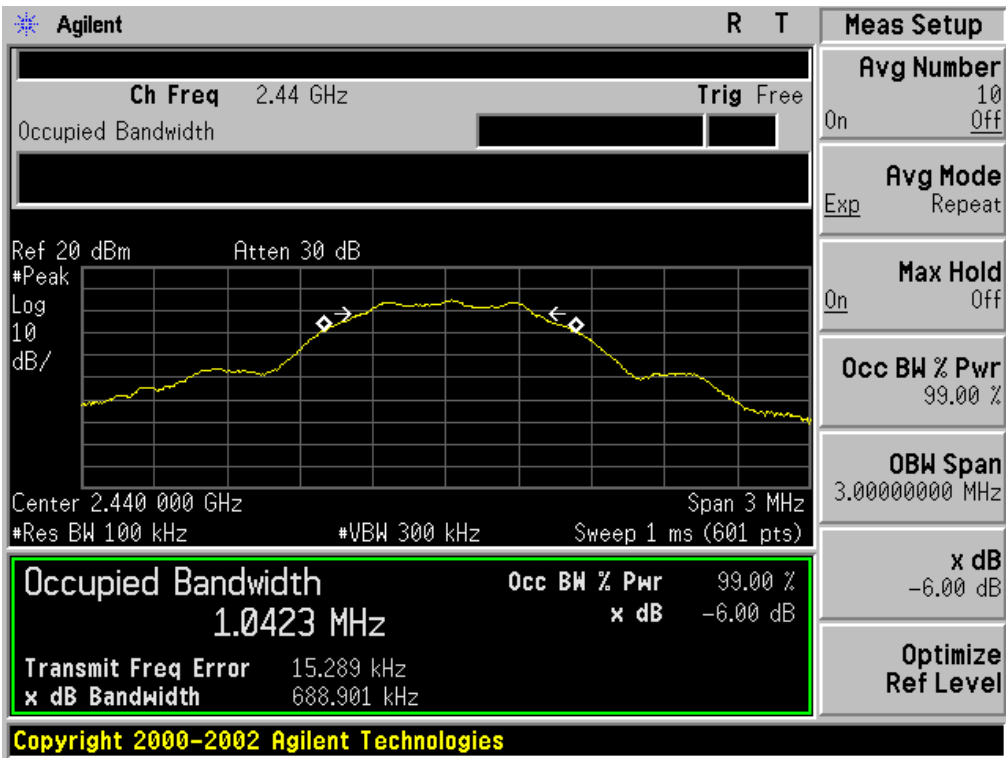 Agilent R T
Ch Freq 2.44 GHz Trig Free
Occupied Bandwidth
Ref 20 dBm Atten 30 dB
#Peak
Log
10
dB/
Center 2.440 000 GHz Span 3 MHz
#Res BW 100 kHz #VBW 300 kHz Sweep 1 ms (601 pts)
Occupied Bandwidth
1.0423 MHz
Occ BW % Pwr 99.00 %
x dB -6.00 dB
Transmit Freq Error 15.289 kHz
x dB Bandwidth 688.901 kHz
Copyright 2000-2002 Agilent Technologies
Meas Setup
Avg Number
10
On Off
Avg Mode
Exp Repeat
Max Hold
On Off
Occ BW % Pwr
99.00 %
OBW Span
3.00000000 MHz
x dB
-6.00 dB
Optimize
Ref Level